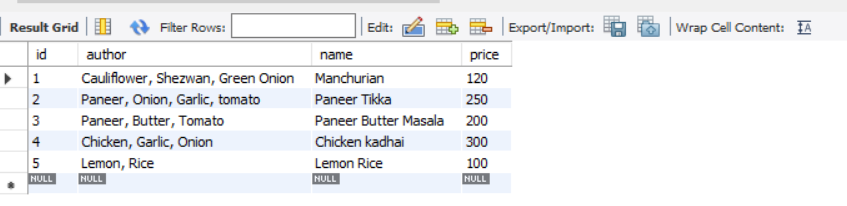 Result Grid Filter Rows: Edit: Export/Import: Wrap Cell Content: IA
id author name price
1 Cauliflower, Shezwan, Green Onion Manchurian 120
2 Paneer, Onion, Garlic, tomato Paneer Tikka 250
3 Paneer, Butter, Tomato Paneer Butter Masala 200
4 Chicken, Garlic, Onion Chicken kadhai 300
5 Lemon, Rice Lemon Rice 100
NULL NULL NULL NULL